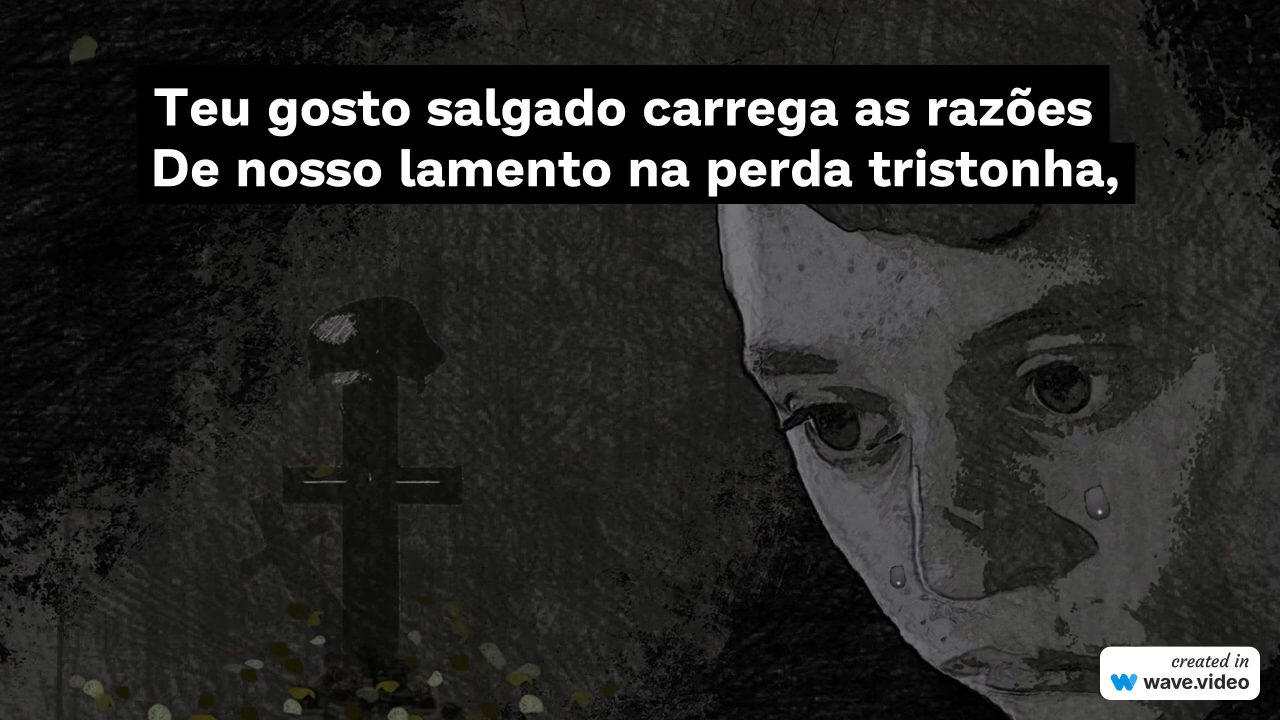 Teu gosto salgado carrega as razões
De nosso lamento na perda tristonha,
created in
wave.video